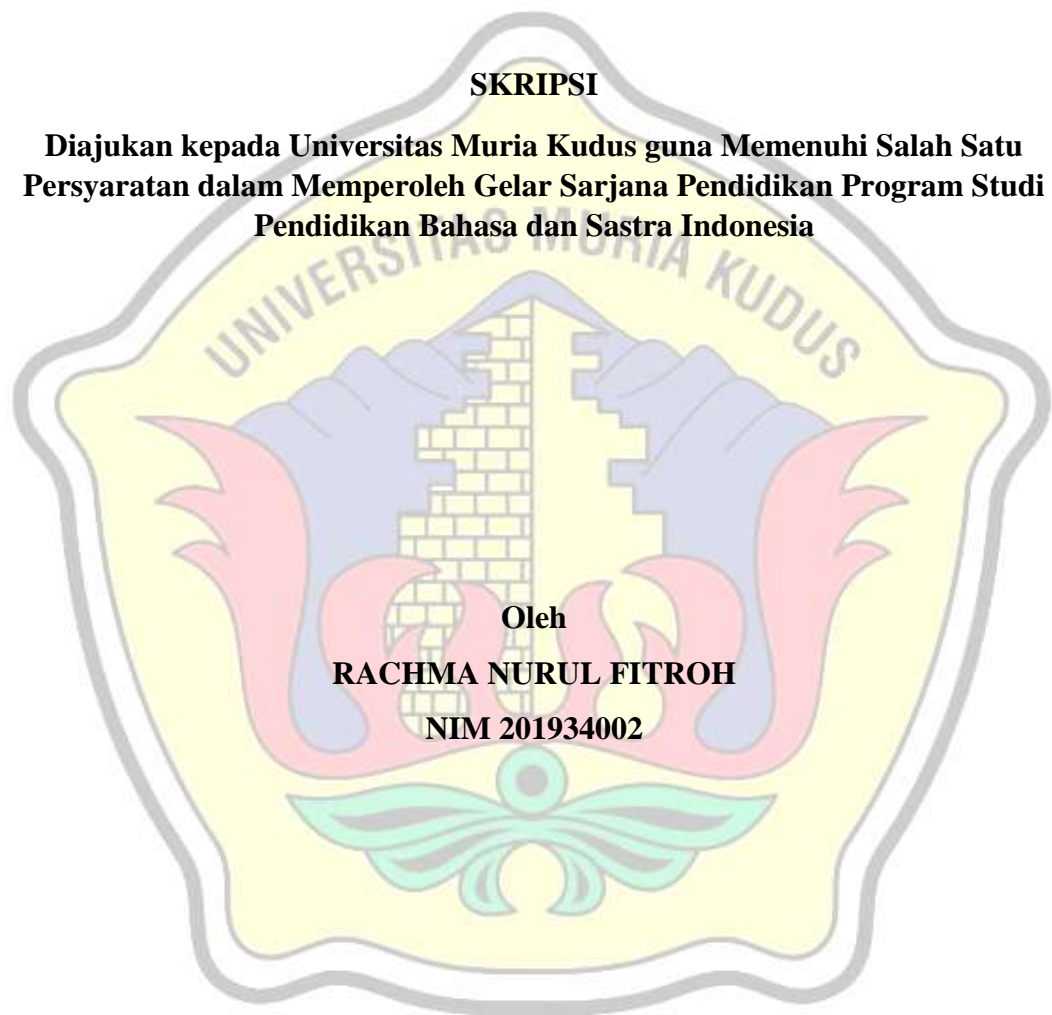 SKRIPSI
Diajukan kepada Universitas Muria Kudus guna Memenuhi Salah Satu
Persyaratan dalam Memperoleh Gelar Sarjana Pendidikan Program Studi
Pendidikan Bahasa dan Sastra Indonesia
UNIVERSITAS MURIA KUDUS
Oleh
RACHMA NURUL FITROH
NIM 201934002